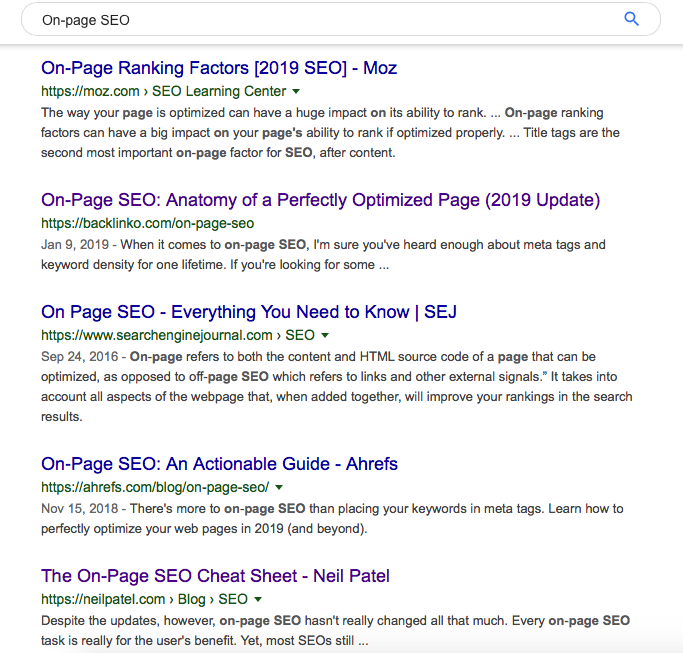 On-page SEO
On-Page Ranking Factors [2019 SEO] - Moz
https://moz.com › SEO Learning Center
The way your page is optimized can have a huge impact on its ability to rank. ... On-page ranking
factors can have a big impact on your page's ability to rank if optimized properly. ... Title tags are the
second most important on-page factor for SEO, after content.
On-Page SEO: Anatomy of a Perfectly Optimized Page (2019 Update)
https://backlinko.com/on-page-seo
Jan 9, 2019 - When it comes to on-page SEO, I'm sure you've heard enough about meta tags and
keyword density for one lifetime. If you're looking for some ...
On Page SEO - Everything You Need to Know | SEJ
https://www.searchenginejournal.com › SEO
Sep 24, 2016 - On-page refers to both the content and HTML source code of a page that can be
optimized, as opposed to off-page SEO which refers to links and other external signals.” It takes into
account all aspects of the webpage that, when added together, will improve your rankings in the search
results.
On-Page SEO: An Actionable Guide - Ahrefs
https://ahrefs.com/blog/on-page-seo/
Nov 15, 2018 - There's more to on-page SEO than placing your keywords in meta tags. Learn how to
perfectly optimize your web pages in 2019 (and beyond).
The On-Page SEO Cheat Sheet - Neil Patel
https://neilpatel.com › Blog › SEO
Despite the updates, however, on-page SEO hasn't really changed all that much. Every on-page SEO
task is really for the user's benefit. Yet, most SEOs still ...